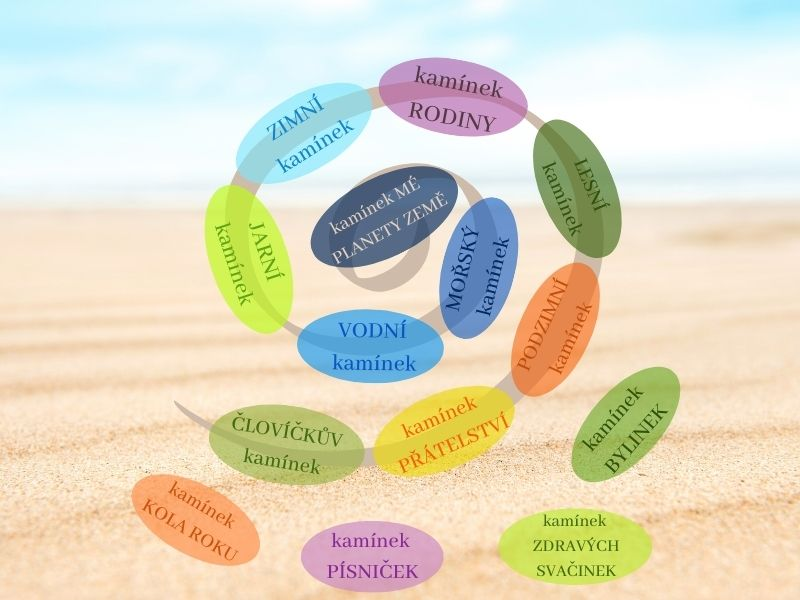 kamínek
RODINY
ZIMNÍ
kamínek
LESNÍ
kamínek
kamínek MÉ
PLANETY ZEMĚ
JARNÍ
kamínek
MOŘSKÝ
kamínek
VODNÍ
kamínek
PODZIMNÍ
kamínek
kamínek
PŘÁTELSTVÍ
ČLOVÍČKŮV
kamínek
kamínek
BYLINEK
kamínek
KOLA ROKU
kamínek
PÍSNIČEK
kamínek
ZDRAVÝCH
SVAČINEK